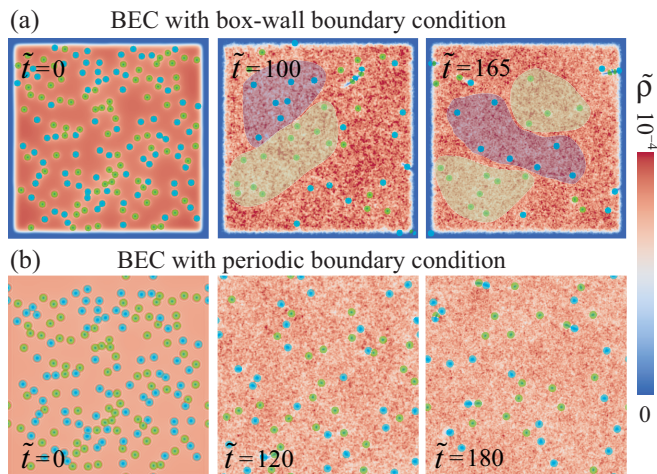 (a) BEC with box-wall boundary condition
t̃=0 t̃=100 t̃=165
ρ̃ 10⁻⁴
(b) BEC with periodic boundary condition
t̃=0 t̃=120 t̃=180
0